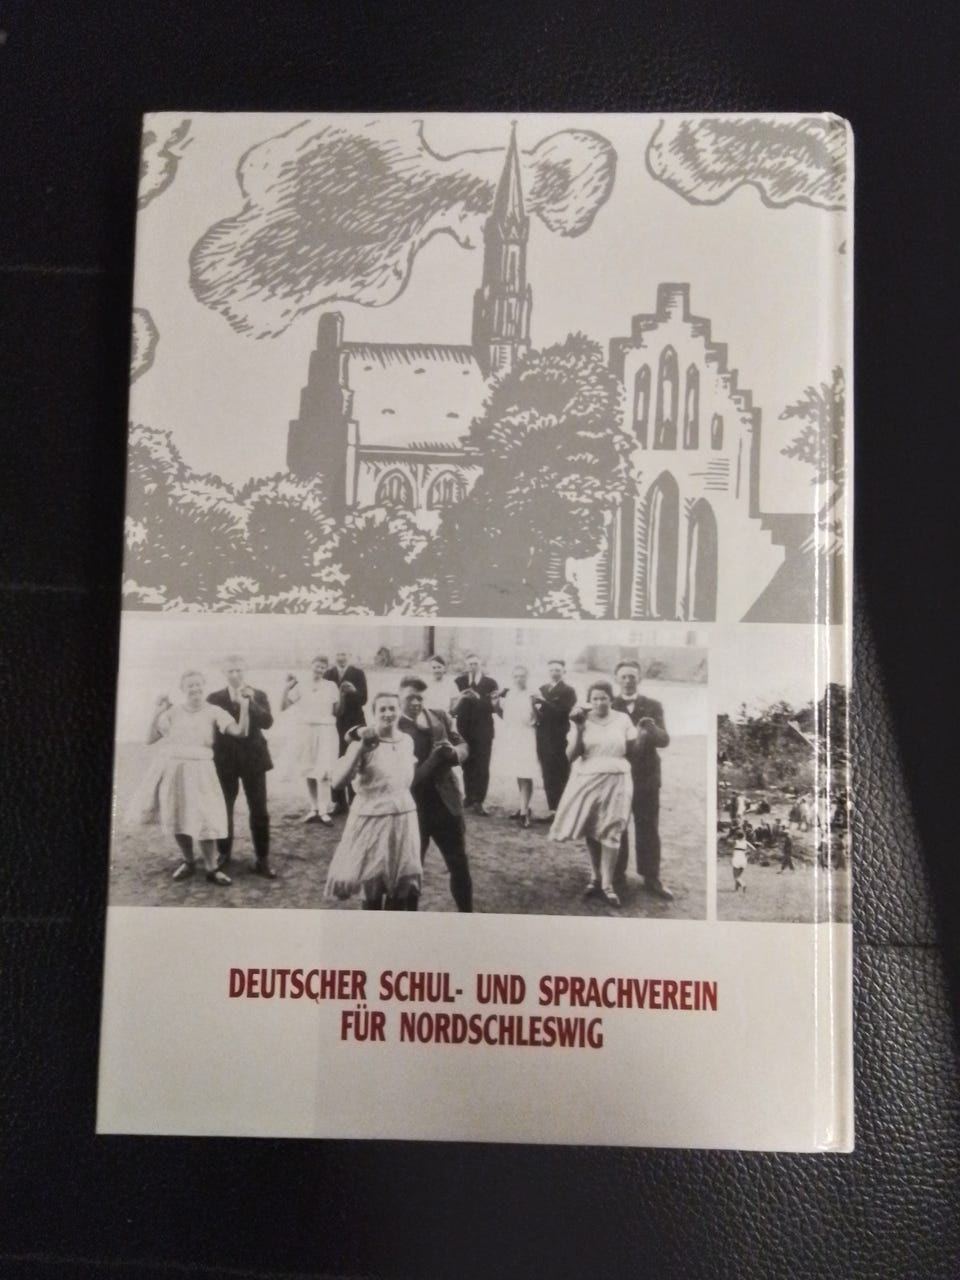 DEUTSCHER SCHUL- UND SPRACHVEREIN
FÜR NORDSCHLESWIG